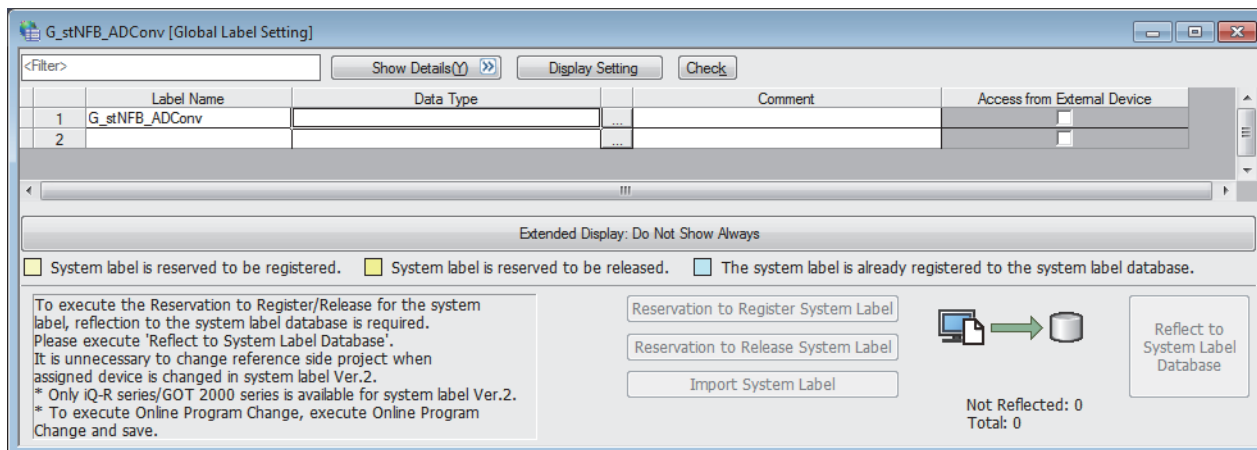 G_stNFB_ADConv [Global Label Setting]
<Filter>
Show Details(Y)
Display Setting
Check
Label Name Data Type Comment Access from External Device
1 G_stNFB_ADConv ...
2 ...
Extended Display: Do Not Show Always
System label is reserved to be registered. System label is reserved to be released. The system label is already registered to the system label database.
To execute the Reservation to Register/Release for the system
label, reflection to the system label database is required.
Please execute 'Reflect to System Label Database'.
It is unnecessary to change reference side project when
assigned device is changed in system label Ver.2.
* Only iQ-R series/GOT 2000 series is available for system label Ver.2.
* To execute Online Program Change, execute Online Program
Change and save.
Reservation to Register System Label
Reservation to Release System Label
Import System Label
Not Reflected: 0
Total: 0
Reflect to
System Label
Database